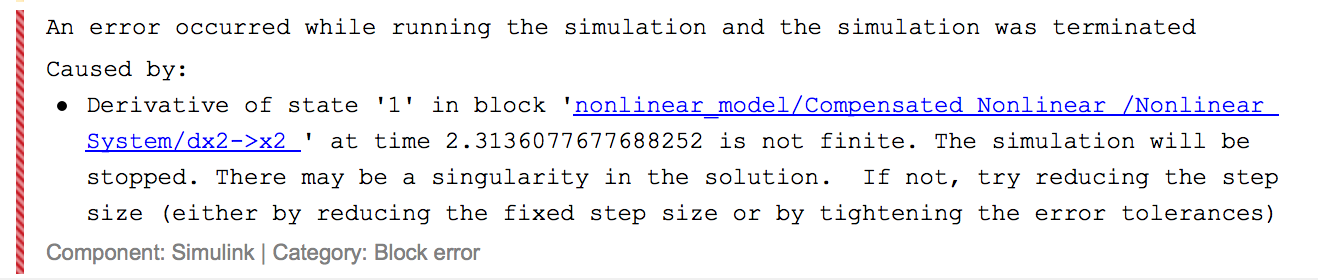 An error occurred while running the simulation and the simulation was terminated
Caused by:
● Derivative of state '1' in block 'nonlinear_model/Compensated Nonlinear /Nonlinear
System/dx2->x2 ' at time 2.3136077677688252 is not finite. The simulation will be
stopped. There may be a singularity in the solution.  If not, try reducing the step
size (either by reducing the fixed step size or by tightening the error tolerances)
Component: Simulink | Category: Block error